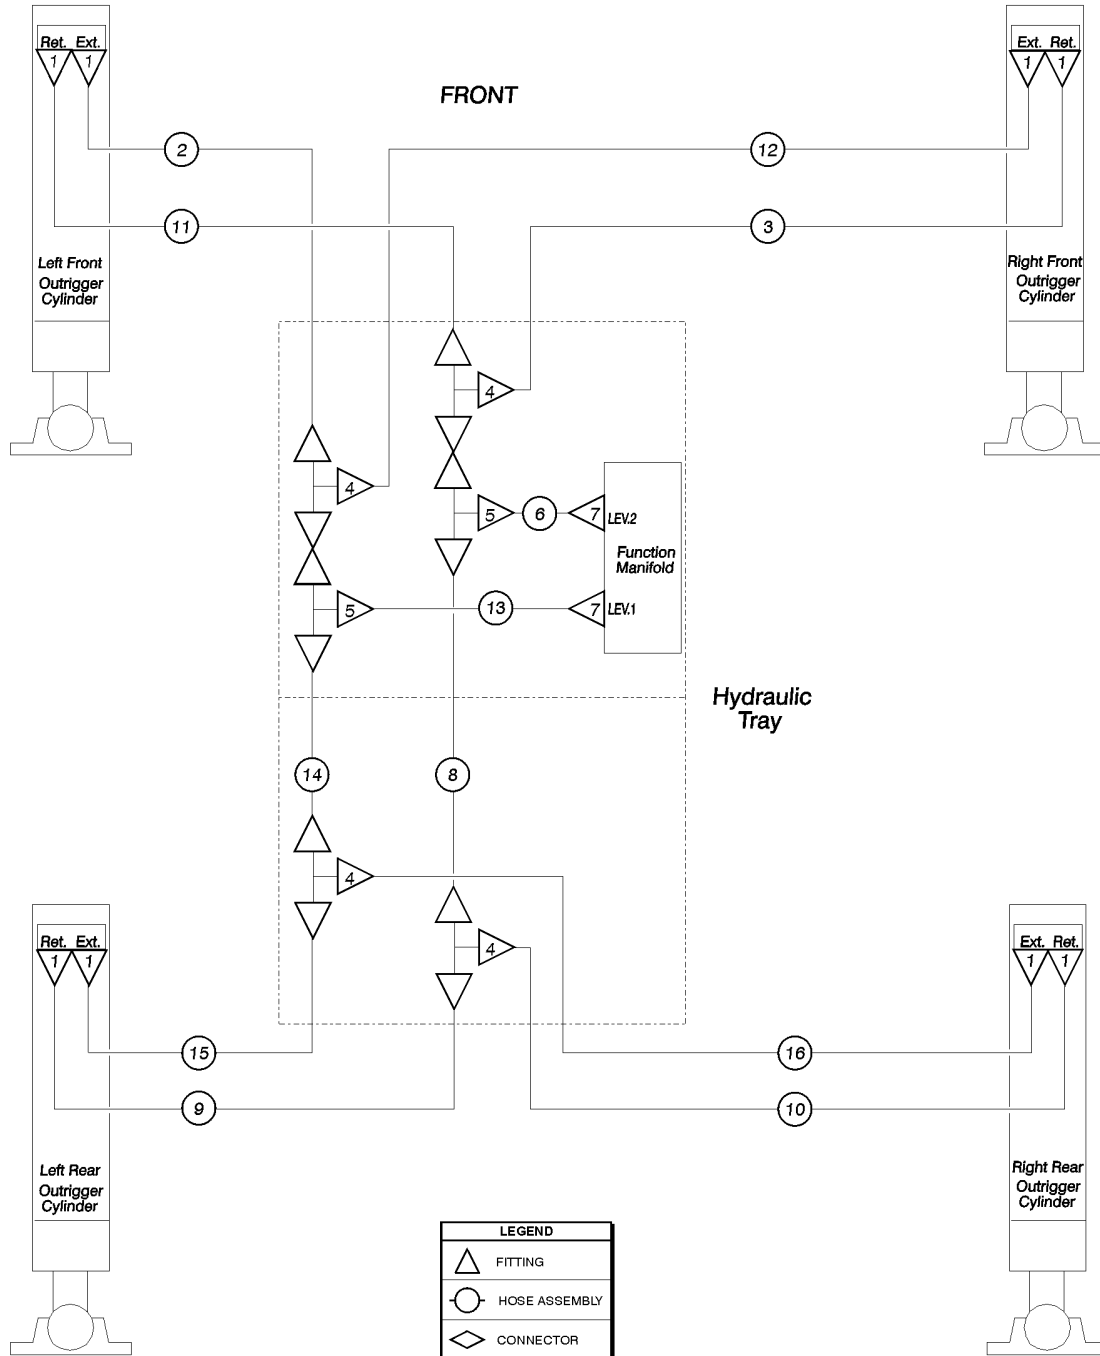 Ret. Ext.
1 1
Ext. Ret.
1 1
FRONT
2
12
11
3
Left Front
Outrigger
Cylinder
Right Front
Outrigger
Cylinder
4
4
5
6
7
LEV.2
Function
Manifold
5
13
7
LEV.1
Hydraulic
Tray
14
8
4
4
Ret. Ext.
1 1
Ext. Ret.
1 1
15
16
9
10
Left Rear
Outrigger
Cylinder
Right Rear
Outrigger
Cylinder
LEGEND
FITTING
HOSE ASSEMBLY
CONNECTOR